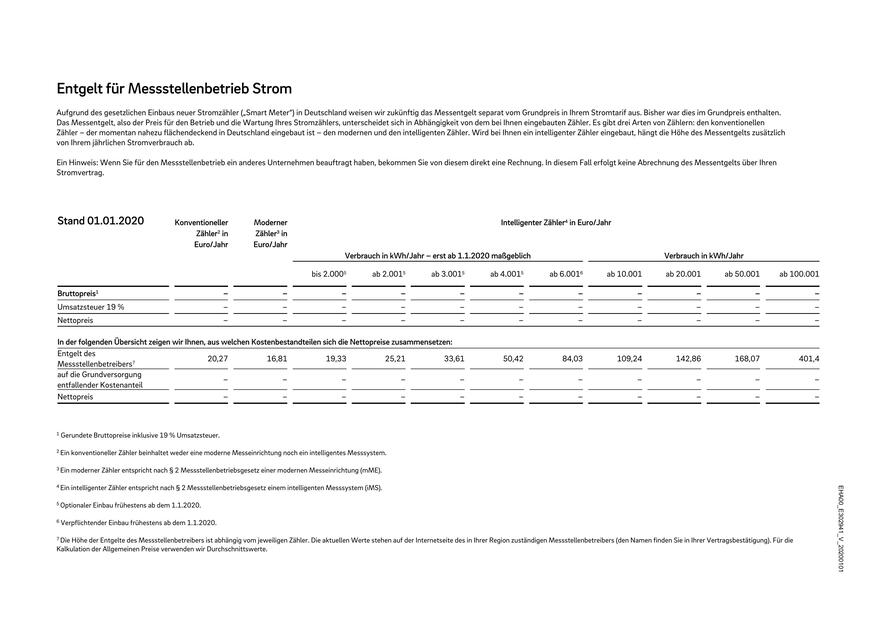 Entgelt für Messstellenbetrieb Strom
Aufgrund des gesetzlichen Einbaus neuer Stromzähler („Smart Meter“) in Deutschland weisen wir zukünftig das Messentgelt separat vom Grundpreis in Ihrem Stromtarif aus. Bisher war dies im Grundpreis enthalten.
Das Messentgelt, also der Preis für den Betrieb und die Wartung Ihres Stromzählers, unterscheidet sich in Abhängigkeit von dem bei Ihnen eingebauten Zähler. Es gibt drei Arten von Zählern: den konventionellen
Zähler – der momentan nahezu flächendeckend in Deutschland eingebaut ist – den modernen und den intelligenten Zähler. Wird bei Ihnen ein intelligenter Zähler eingebaut, hängt die Höhe des Messentgelts zusätzlich
von Ihrem jährlichen Stromverbrauch ab.
Ein Hinweis: Wenn Sie für den Messstellenbetrieb ein anderes Unternehmen beauftragt haben, bekommen Sie von diesem direkt eine Rechnung. In diesem Fall erfolgt keine Abrechnung des Messentgelts über Ihren
Stromvertrag.
Stand 01.01.2020 Konventioneller Moderner Intelligenter Zähler⁴ in Euro/Jahr
Zähler² in Zähler³ in
Euro/Jahr Euro/Jahr
Verbrauch in kWh/Jahr – erst ab 1.1.2020 maßgeblich Verbrauch in kWh/Jahr
bis 2.000⁵ ab 2.001⁵ ab 3.001⁵ ab 4.001⁵ ab 6.001⁶ ab 10.001 ab 20.001 ab 50.001 ab 100.001
Bruttopreis¹ – – – – – – – – – – –
Umsatzsteuer 19 % – – – – – – – – – – –
Nettopreis – – – – – – – – – – –
In der folgenden Übersicht zeigen wir Ihnen, aus welchen Kostenbestandteilen sich die Nettopreise zusammensetzen:
Entgelt des
Messstellenbetreibers⁷ 20,27 16,81 19,33 25,21 33,61 50,42 84,03 109,24 142,86 168,07 401,4
auf die Grundversorgung
entfallender Kostenanteil – – – – – – – – – – –
Nettopreis – – – – – – – – – – –
¹ Gerundete Bruttopreise inklusive 19 % Umsatzsteuer.
² Ein konventioneller Zähler beinhaltet weder eine moderne Messeinrichtung noch ein intelligentes Messsystem.
³ Ein moderner Zähler entspricht nach § 2 Messstellenbetriebsgesetz einer modernen Messeinrichtung (mME).
⁴ Ein intelligenter Zähler entspricht nach § 2 Messstellenbetriebsgesetz einem intelligenten Messsystem (iMS).
⁵ Optionaler Einbau frühestens ab dem 1.1.2020.
⁶ Verpflichtender Einbau frühestens ab dem 1.1.2020.
⁷ Die Höhe der Entgelte des Messstellenbetreibers ist abhängig vom jeweiligen Zähler. Die aktuellen Werte stehen auf der Internetseite des in Ihrer Region zuständigen Messstellenbetreibers (den Namen finden Sie in Ihrer Vertragsbestätigung). Für die
Kalkulation der Allgemeinen Preise verwenden wir Durchschnittswerte.
EHA00_E302941_V_20200101